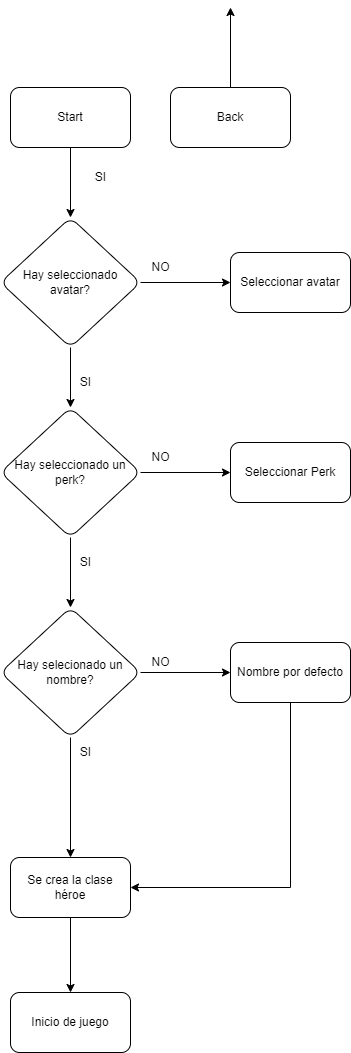 Start
Back
SI
Hay seleccionado
avatar?
NO
Seleccionar avatar
SI
Hay seleccionado un
perk?
NO
Seleccionar Perk
SI
Hay selecionado un
nombre?
NO
Nombre por defecto
SI
Se crea la clase
héroe
Inicio de juego